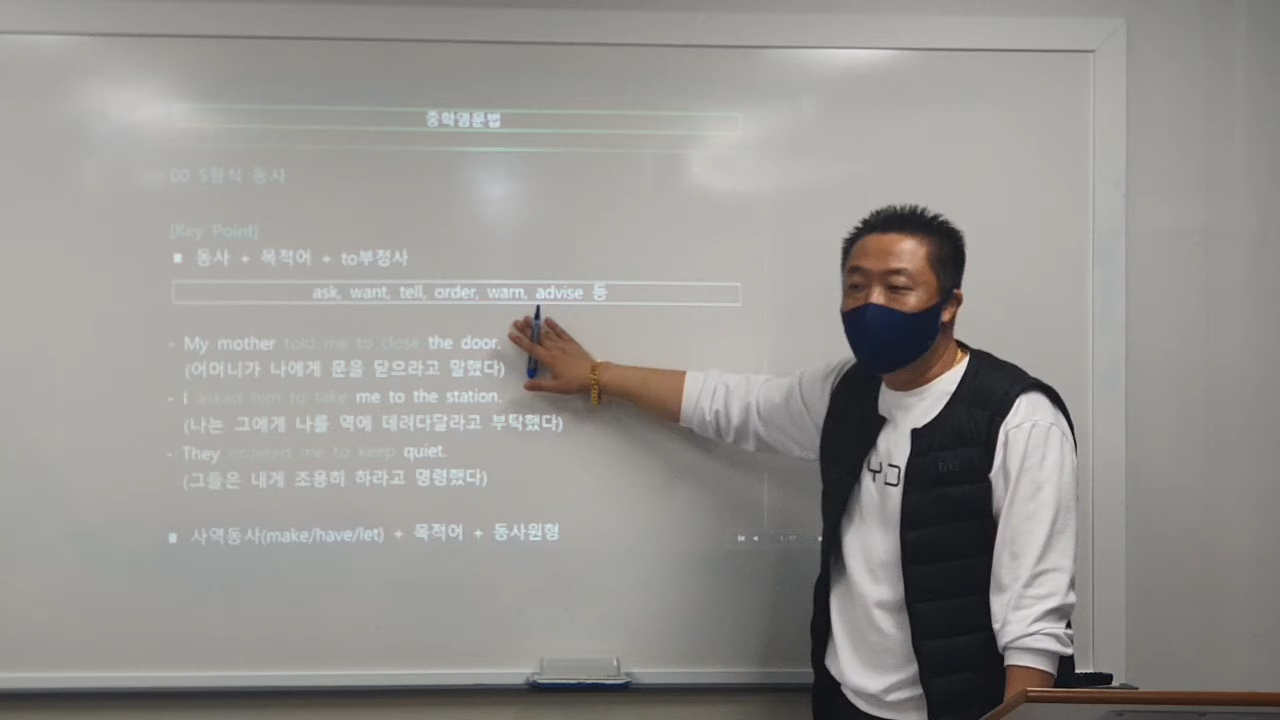 중학영문법
00 5형식 동사
[Key Point]
■ 동사 + 목적어 + to부정사
ask, want, tell, order, warn, advise 등
- My mother told me to close the door.
(어머니가 나에게 문을 닫으라고 말했다)
- I asked him to take me to the station.
(나는 그에게 나를 역에 데려다달라고 부탁했다)
- They ordered me to keep quiet.
(그들은 내게 조용히 하라고 명령했다)
■ 사역동사(make/have/let) + 목적어 + 동사원형